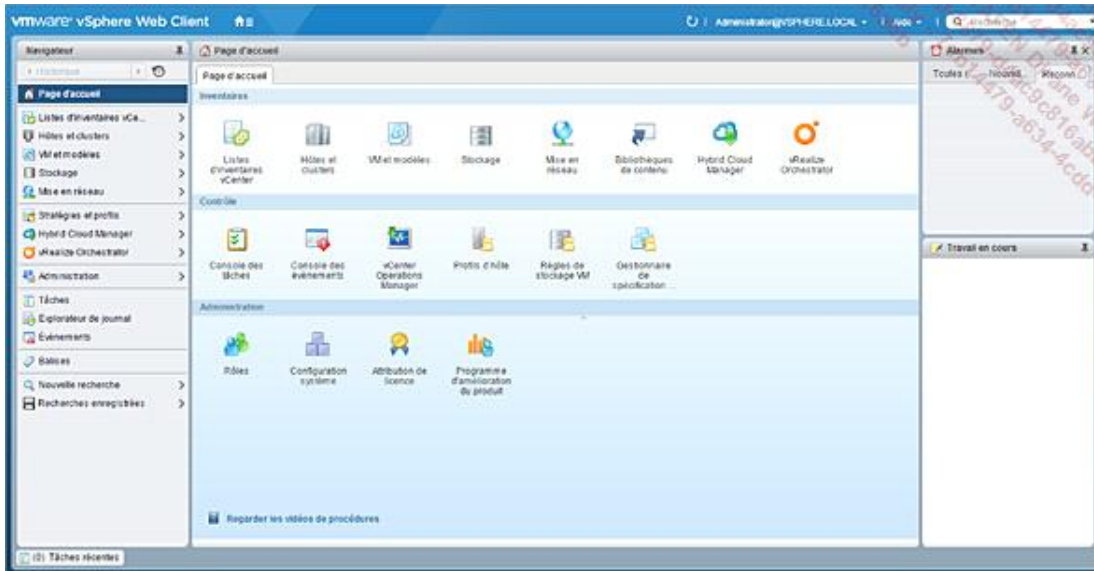 vmware® vSphere Web Client
Administrator@VSPHERE.LOCAL
Navigateur
Page d'accueil
Alarmes
Historique
Page d'accueil
Toutes (
Page d'accueil
Inventaires
Listes d'inventaires vCe...
Hôtes et clusters
VM et modèles
Stockage
Mise en réseau
Stratégies et profils
Hybrid Cloud Manager
vRealize Orchestrator
Administration
Tâches
Explorateur de journal
Événements
Balises
Nouvelle recherche
Recherches enregistrées
Listes d'inventaires vCenter
Hôtes et clusters
VM et modèles
Stockage
Mise en réseau
Bibliothèques de contenu
Hybrid Cloud Manager
vRealize Orchestrator
Contrôle
Console des tâches
Console des événements
vCenter Operations Manager
Profils d'hôte
Règles de stockage VM
Gestionnaire de spécification ...
Administration
Rôles
Configuration système
Attribution de licence
Programme d'amélioration du produit
Regarder les vidéos de procédures
Travail en cours
(0) Tâches récentes